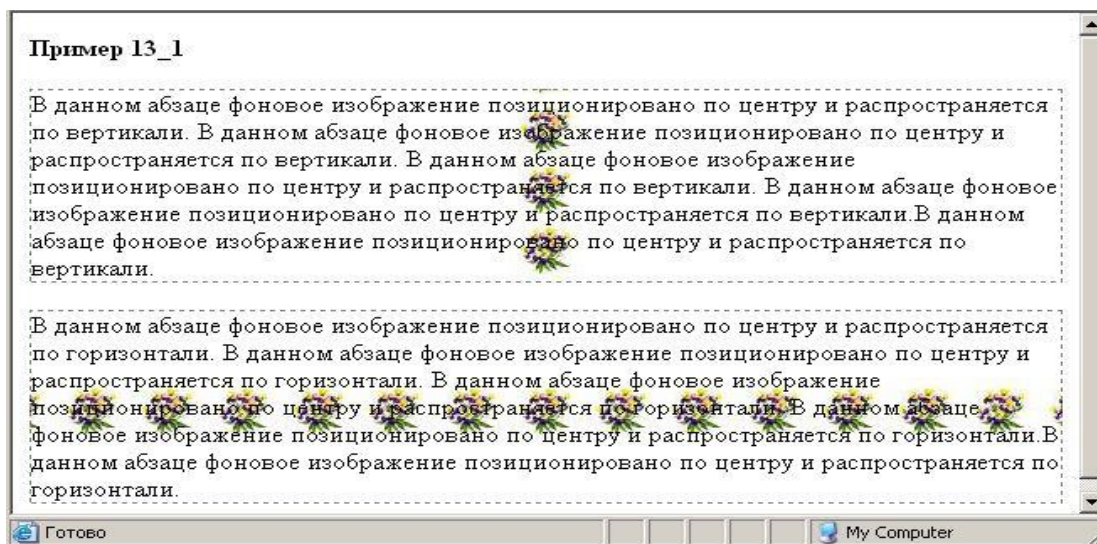 Пример 13_1
В данном абзаце фоновое изображение позиционировано по центру и распространяется
по вертикали. В данном абзаце фоновое изображение позиционировано по центру и
распространяется по вертикали. В данном абзаце фоновое изображение
позиционировано по центру и распространяется по вертикали. В данном абзаце фоновое
изображение позиционировано по центру и распространяется по вертикали.В данном
абзаце фоновое изображение позиционировано по центру и распространяется по
вертикали.
В данном абзаце фоновое изображение позиционировано по центру и распространяется
по горизонтали. В данном абзаце фоновое изображение позиционировано по центру и
распространяется по горизонтали. В данном абзаце фоновое изображение
позиционировано по центру и распространяется по горизонтали. В данном абзаце
фоновое изображение позиционировано по центру и распространяется по горизонтали.В
данном абзаце фоновое изображение позиционировано по центру и распространяется по
горизонтали.
Готово
My Computer